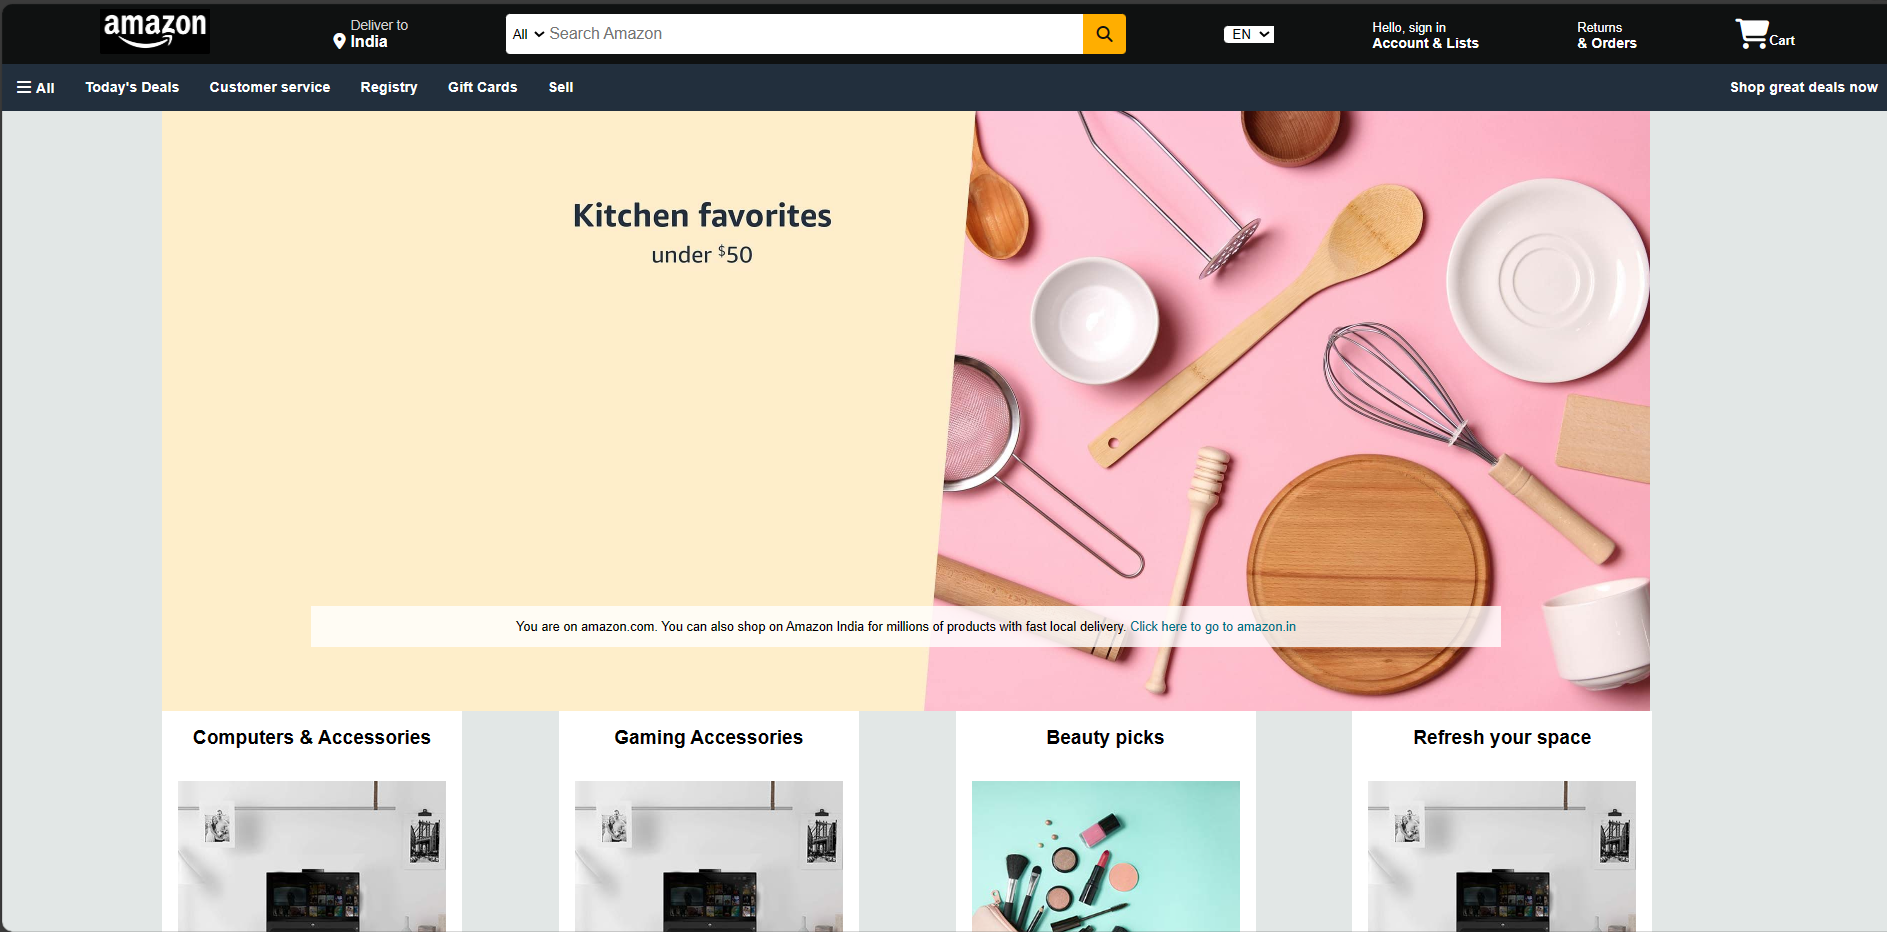 amazon
Deliver to
India
All
Search Amazon
EN
Hello, sign in
Account & Lists
Returns
& Orders
Cart
All
Today's Deals
Customer service
Registry
Gift Cards
Sell
Shop great deals now
Kitchen favorites
under $50
You are on amazon.com. You can also shop on Amazon India for millions of products with fast local delivery. Click here to go to amazon.in
Computers & Accessories
Gaming Accessories
Beauty picks
Refresh your space